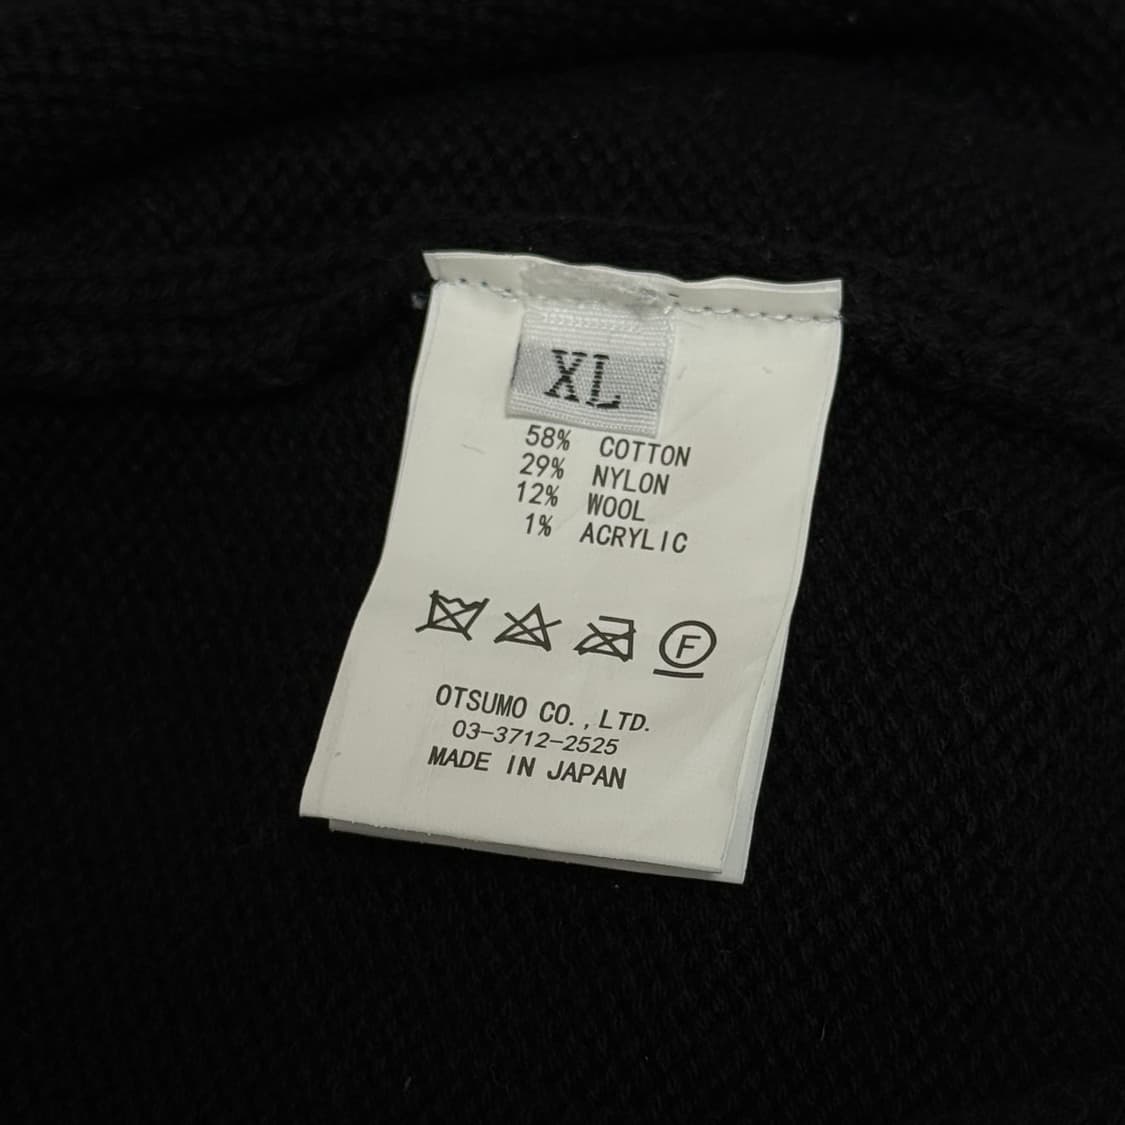 XL
58% COTTON
29% NYLON
12% WOOL
1% ACRYLIC
F
OTSUMO CO., LTD.
03-3712-2525
MADE IN JAPAN